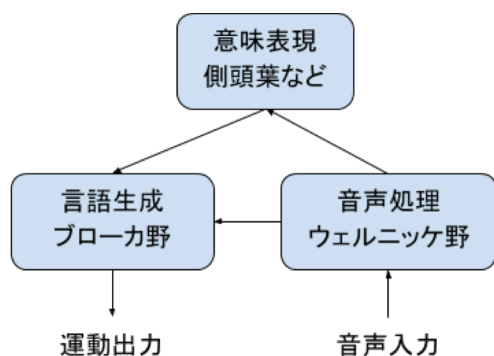 意味表現
側頭葉など
言語生成
ブローカ野
音声処理
ウェルニッケ野
運動出力
音声入力